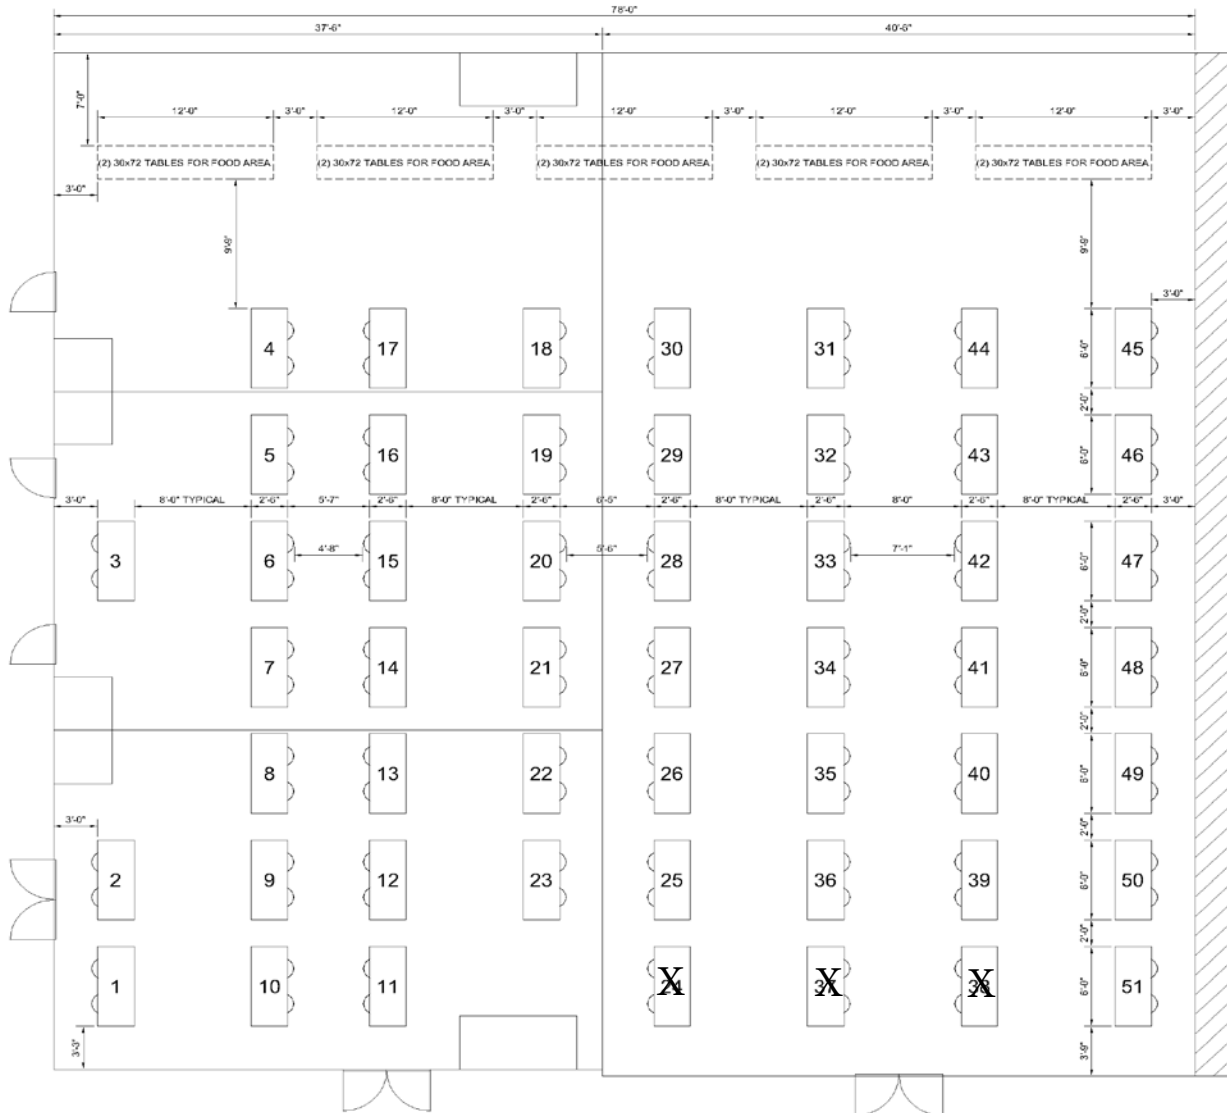 78'-0"
37'-6" 40'-6"
7'-0"
12'-0" 3'-0" 12'-0" 3'-0" 12'-0" 3'-0" 12'-0" 3'-0" 12'-0" 3'-0"
(2) 30x72 TABLES FOR FOOD AREA (2) 30x72 TABLES FOR FOOD AREA (2) 30x72 TABLES FOR FOOD AREA (2) 30x72 TABLES FOR FOOD AREA (2) 30x72 TABLES FOR FOOD AREA
3'-0"
9'-9" 9'-9"
3'-0"
4 17 18 30 31 44 6'-0" 45
2'-0"
5 16 19 29 32 43 6'-0" 46
3'-0" 8'-0" TYPICAL 2'-6" 5'-7" 2'-6" 8'-0" TYPICAL 2'-6" 6'-5" 2'-6" 8'-0" TYPICAL 2'-6" 8'-0" 2'-6" 8'-0" TYPICAL 2'-6" 3'-0"
4'-8" 5'-6" 7'-1"
3 6 15 20 28 33 42 6'-0" 47
2'-0"
7 14 21 27 34 41 6'-0" 48
2'-0"
8 13 22 26 35 40 6'-0" 49
3'-0"
2'-0"
2 9 12 23 25 36 39 6'-0" 50
2'-0"
1 10 11 24 37 38 6'-0" 51
X X X
3'-3" 3'-9"